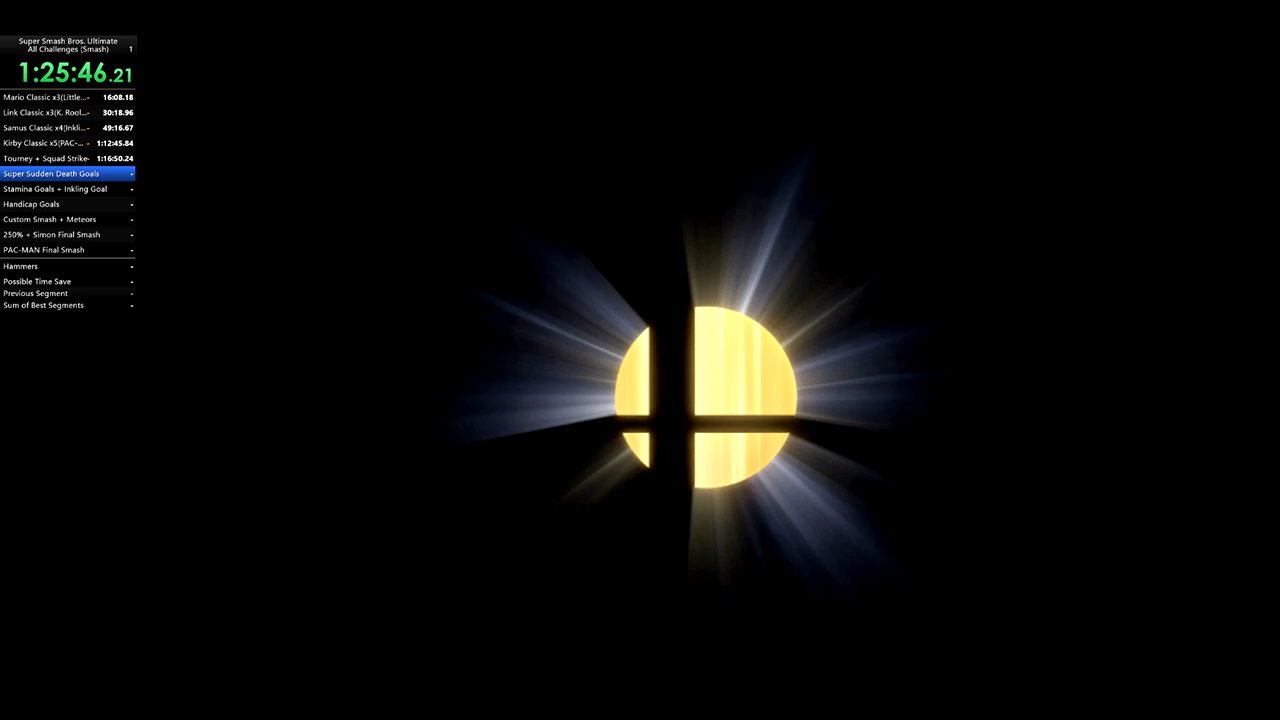 Super Smash Bros. Ultimate
All Challenges (Smash) 1
1:25:46.21
Mario Classic x3(Little... - 16:08.18
Link Classic x3(K. Rool... - 30:18.96
Samus Classic x4(Inkli... - 49:16.67
Kirby Classic x5(PAC-... - 1:12:45.84
Tourney + Squad Strike - 1:16:50.24
Super Sudden Death Goals -
Stamina Goals + Inkling Goal -
Handicap Goals -
Custom Smash + Meteors -
250% + Simon Final Smash -
PAC-MAN Final Smash -
Hammers -
Possible Time Save -
Previous Segment -
Sum of Best Segments -